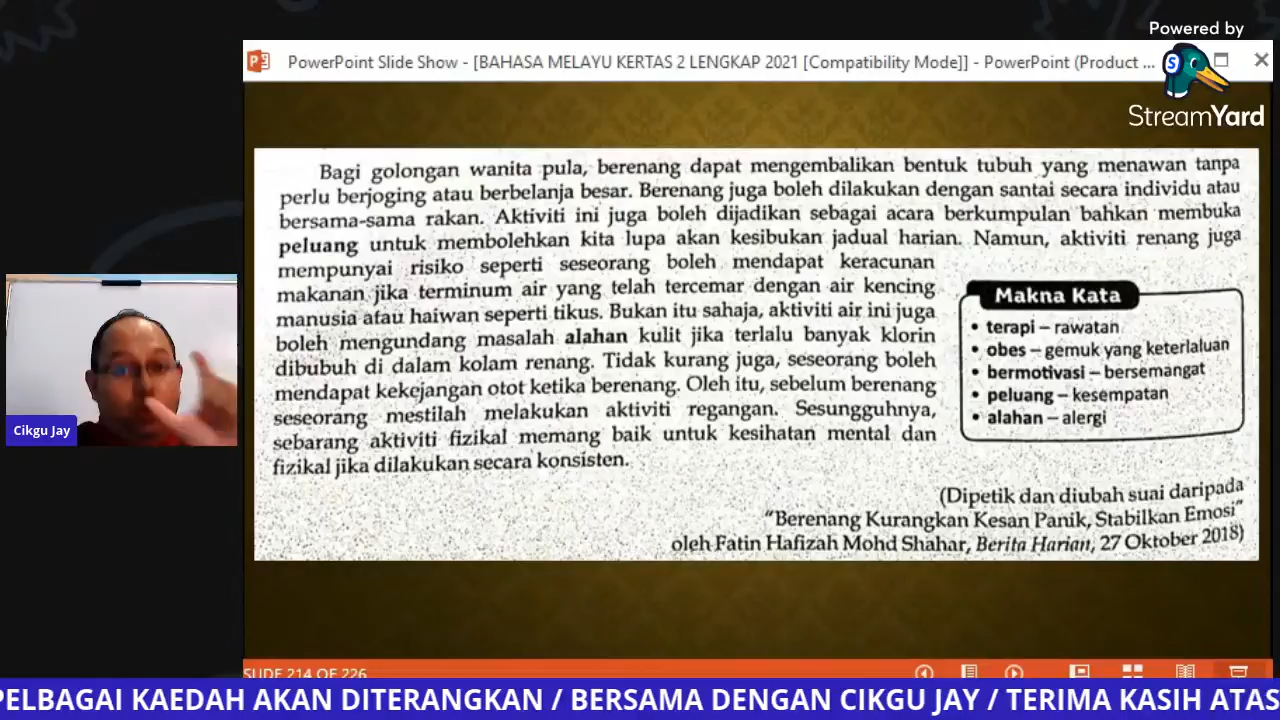 Powered by
StreamYard
PowerPoint Slide Show - [BAHASA MELAYU KERTAS 2 LENGKAP 2021 [Compatibility Mode]] - PowerPoint (Product ...
Bagi golongan wanita pula, berenang dapat mengembalikan bentuk tubuh yang menawan tanpa
perlu berjoging atau berbelanja besar. Berenang juga boleh dilakukan dengan santai secara individu atau
bersama-sama rakan. Aktiviti ini juga boleh dijadikan sebagai acara berkumpulan bahkan membuka
peluang untuk membolehkan kita lupa akan kesibukan jadual harian. Namun, aktiviti renang juga
mempunyai risiko seperti seseorang boleh mendapat keracunan
makanan jika terminum air yang telah tercemar dengan air kencing
manusia atau haiwan seperti tikus. Bukan itu sahaja, aktiviti air ini juga
boleh mengundang masalah alahan kulit jika terlalu banyak klorin
dibubuh di dalam kolam renang. Tidak kurang juga, seseorang boleh
mendapat kekejangan otot ketika berenang. Oleh itu, sebelum berenang
seseorang mestilah melakukan aktiviti regangan. Sesungguhnya,
sebarang aktiviti fizikal memang baik untuk kesihatan mental dan
fizikal jika dilakukan secara konsisten.
Makna Kata
• terapi – rawatan
• obes – gemuk yang keterlaluan
• bermotivasi – bersemangat
• peluang – kesempatan
• alahan – alergi
(Dipetik dan diubah suai daripada
"Berenang Kurangkan Kesan Panik, Stabilkan Emosi"
oleh Fatin Hafizah Mohd Shahar, Berita Harian, 27 Oktober 2018)
Cikgu Jay
SLIDE 214 OF 226
PELBAGAI KAEDAH AKAN DITERANGKAN / BERSAMA DENGAN CIKGU JAY / TERIMA KASIH ATAS